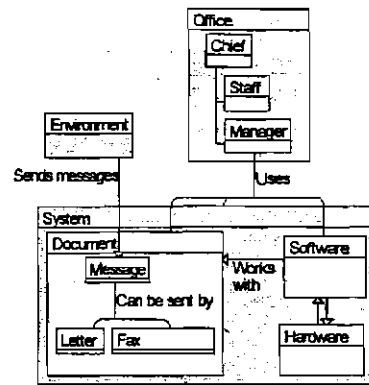 Office
Chief
Staff
Manager
Environment
Sends messages
Uses
System
Document
Message
Can be sent by
Letter
Fax
Works
with
Software
Hardware